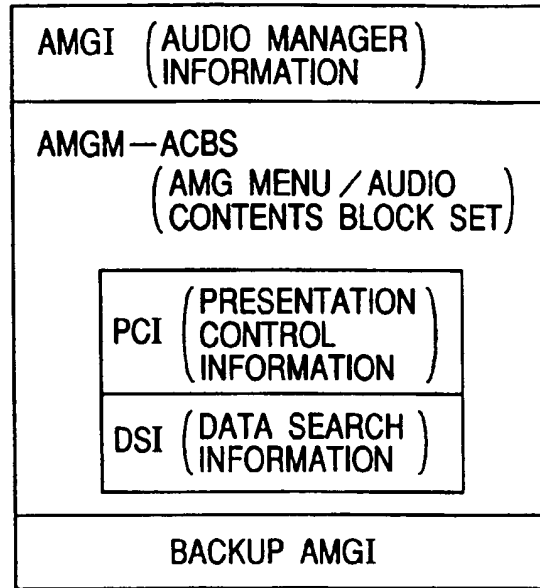 AMGI (AUDIO MANAGER
INFORMATION)
AMGM—ACBS
(AMG MENU / AUDIO
CONTENTS BLOCK SET)
PCI (PRESENTATION
CONTROL
INFORMATION)
DSI (DATA SEARCH
INFORMATION)
BACKUP AMGI